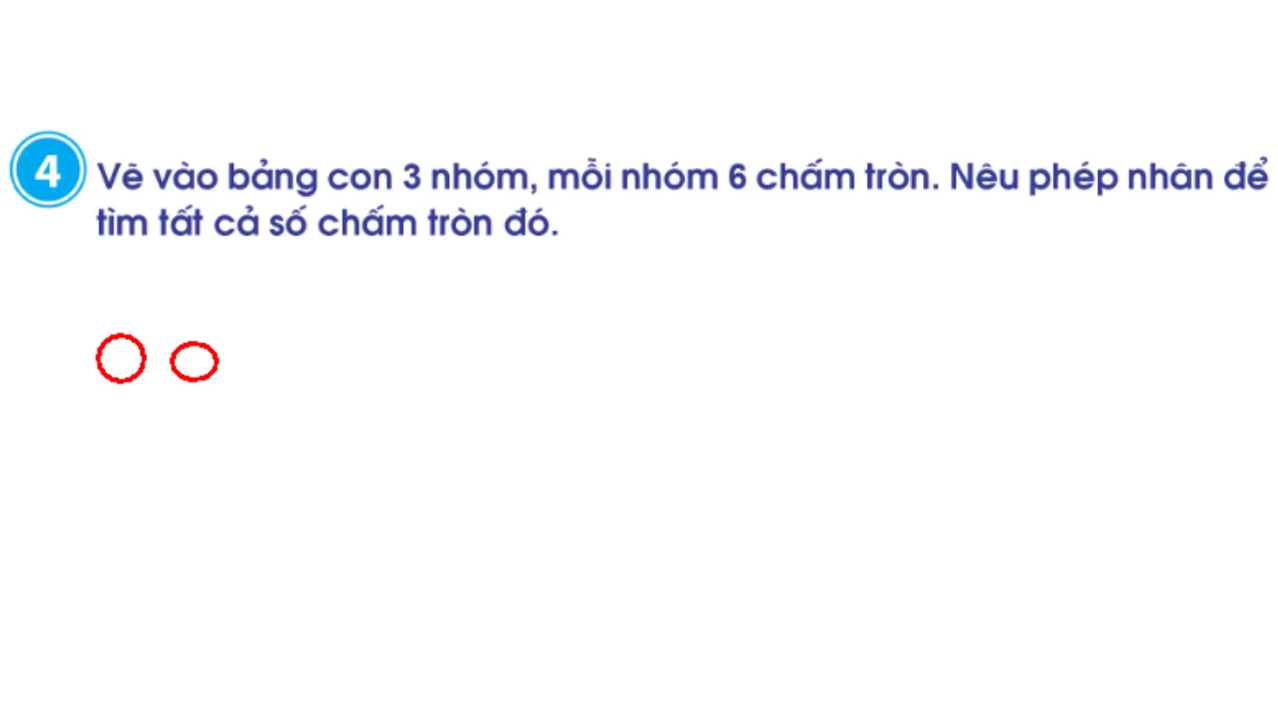 4 Vẽ vào bảng con 3 nhóm, mỗi nhóm 6 chấm tròn. Nêu phép nhân để
tìm tất cả số chấm tròn đó.